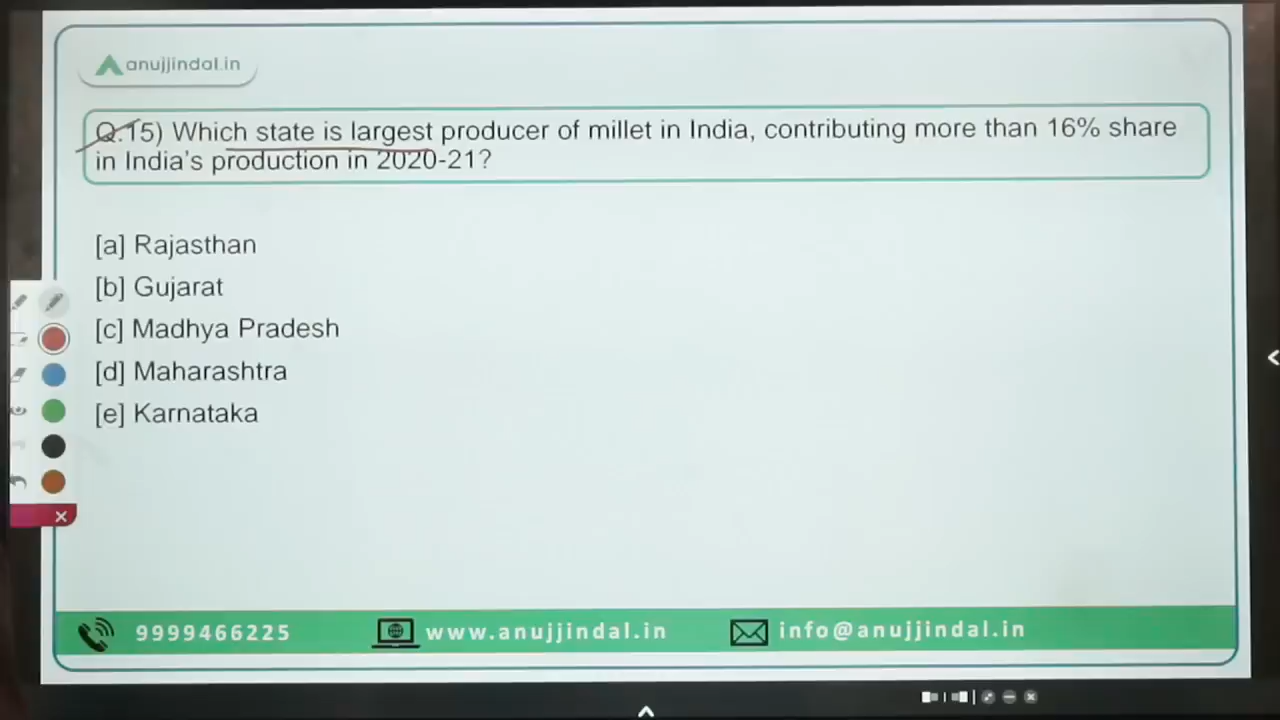 anujjindal.in
Q.15) Which state is largest producer of millet in India, contributing more than 16% share
in India's production in 2020-21?
[a] Rajasthan
[b] Gujarat
[c] Madhya Pradesh
[d] Maharashtra
[e] Karnataka
9999466225
www.anujjindal.in
info@anujjindal.in